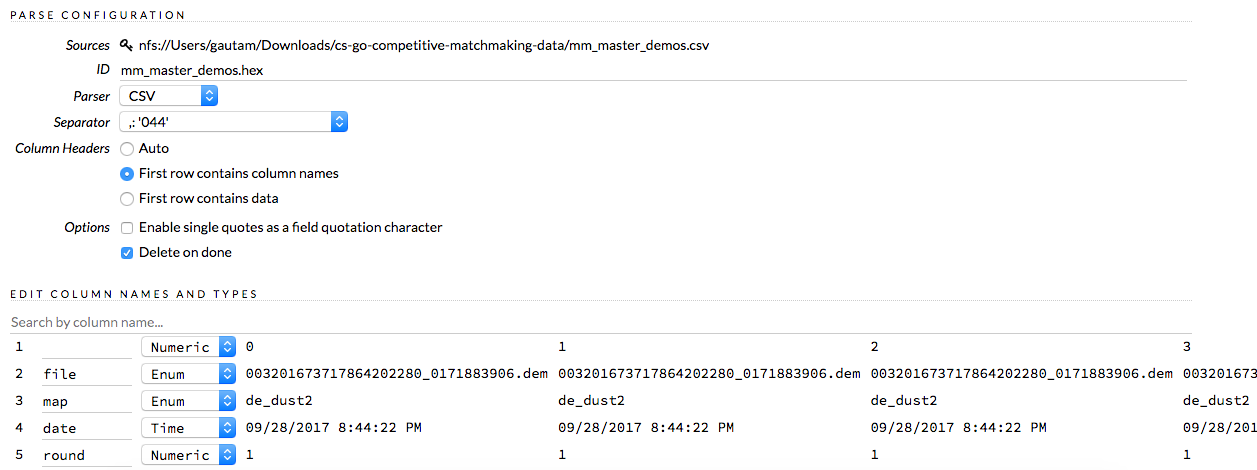 PARSE CONFIGURATION
Sources nfs://Users/gautam/Downloads/cs-go-competitive-matchmaking-data/mm_master_demos.csv
ID mm_master_demos.hex
Parser CSV
Separator ,: '044'
Column Headers Auto
First row contains column names
First row contains data
Options Enable single quotes as a field quotation character
Delete on done
EDIT COLUMN NAMES AND TYPES
Search by column name...
1 Numeric 0 1 2 3
2 file Enum 003201673717864202280_0171883906.dem 003201673717864202280_0171883906.dem 003201673717864202280_0171883906.dem 003201673
3 map Enum de_dust2 de_dust2 de_dust2 de_dust2
4 date Time 09/28/2017 8:44:22 PM 09/28/2017 8:44:22 PM 09/28/2017 8:44:22 PM 09/28/201
5 round Numeric 1 1 1 1